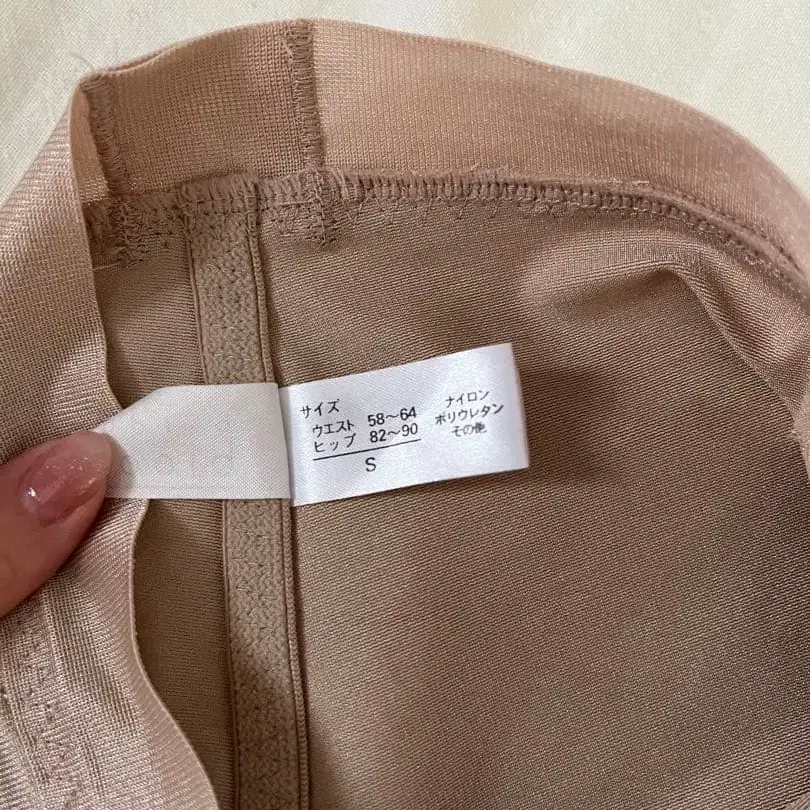 サイズ
ウエスト 58～64
ヒップ 82～90
S
ナイロン
ポリウレタン
その他